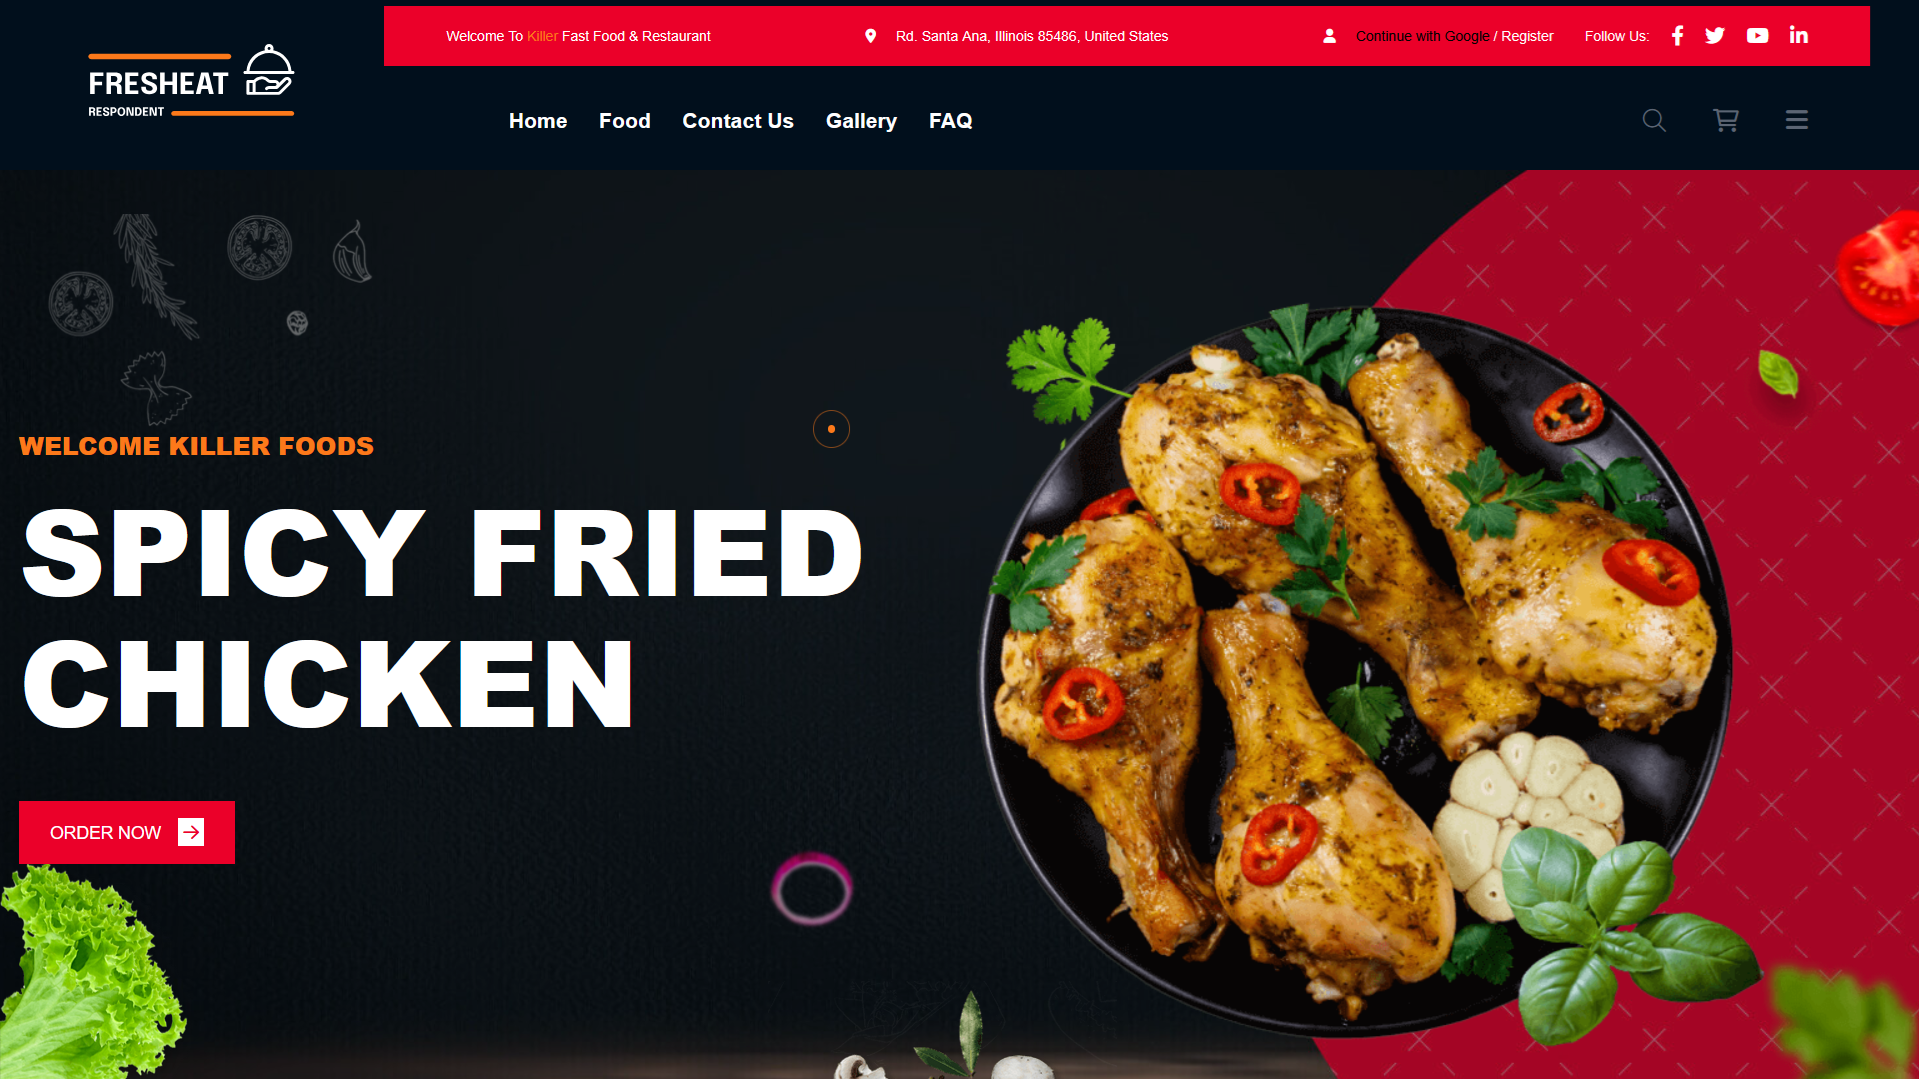 Welcome To Killer Fast Food & Restaurant
Rd. Santa Ana, Illinois 85486, United States
Continue with Google / Register
Follow Us:
FRESHEAT
RESPONDENT
Home
Food
Contact Us
Gallery
FAQ
WELCOME KILLER FOODS
SPICY FRIED
CHICKEN
ORDER NOW